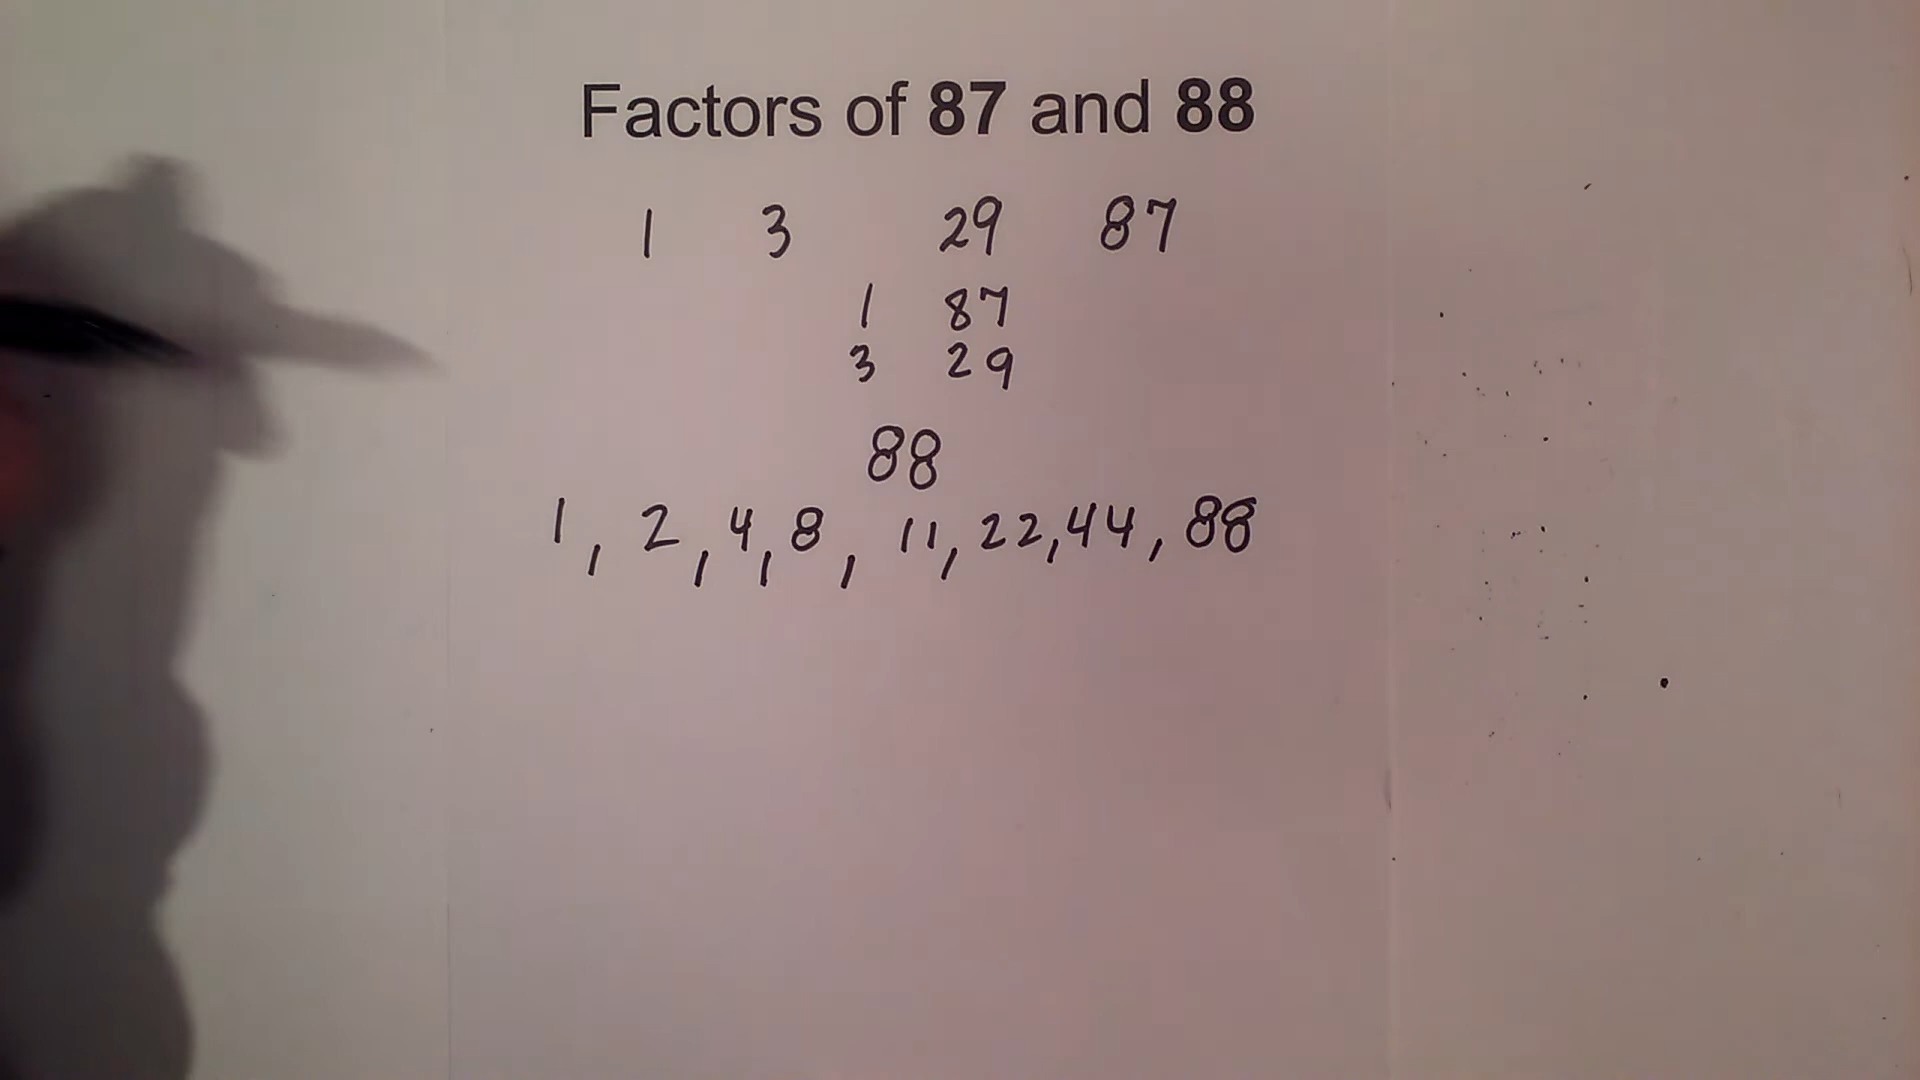 Factors of 87 and 88
1 3 29 87
1 87
3 29
88
1, 2, 4, 8, 11, 22, 44, 88